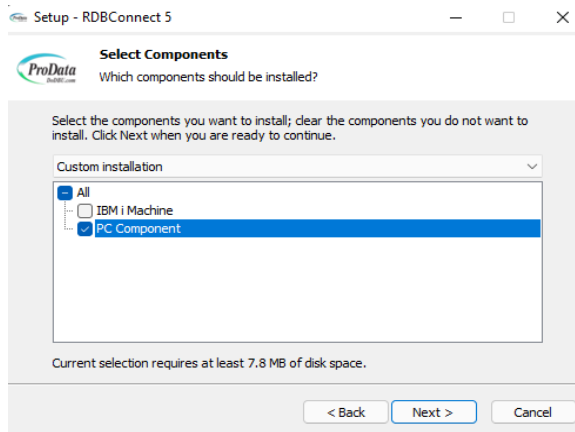 Setup - RDBConnect 5
ProData
DoDBC.com
Select Components
Which components should be installed?
Select the components you want to install; clear the components you do not want to
install. Click Next when you are ready to continue.
Custom installation
All
IBM i Machine
PC Component
Current selection requires at least 7.8 MB of disk space.
< Back
Next >
Cancel